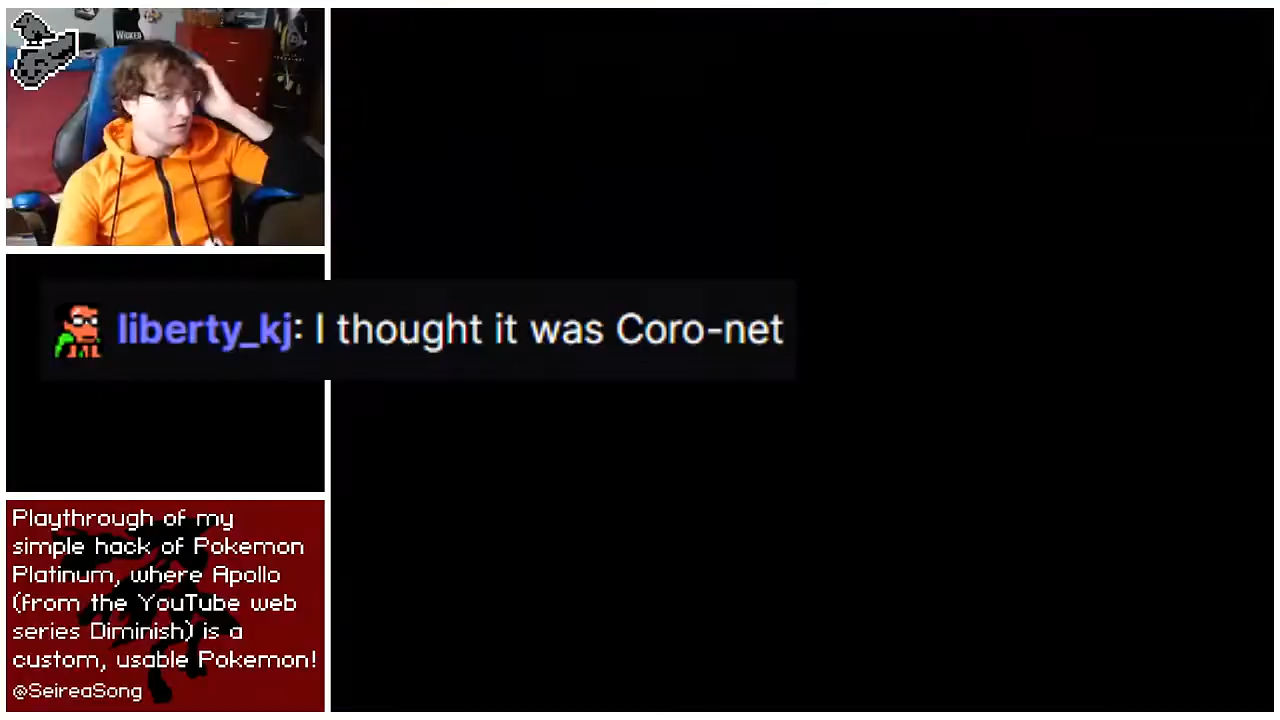 WICKED
liberty_kj: I thought it was Coro-net
Playthrough of my
simple hack of Pokemon
Platinum, where Apollo
(from the YouTube web
series Diminish) is a
custom, usable Pokemon!
@SeireaSong